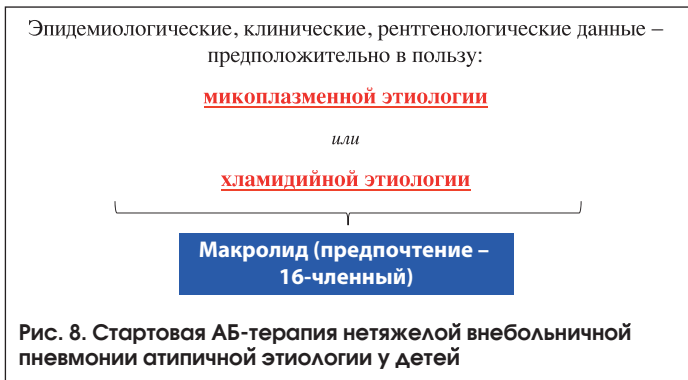 Эпидемиологические, клинические, рентгенологические данные –
предположительно в пользу:
микоплазменной этиологии
или
хламидийной этиологии
Макролид (предпочтение –
16-членный)
Рис. 8. Стартовая АБ-терапия нетяжелой внебольничной
пневмонии атипичной этиологии у детей